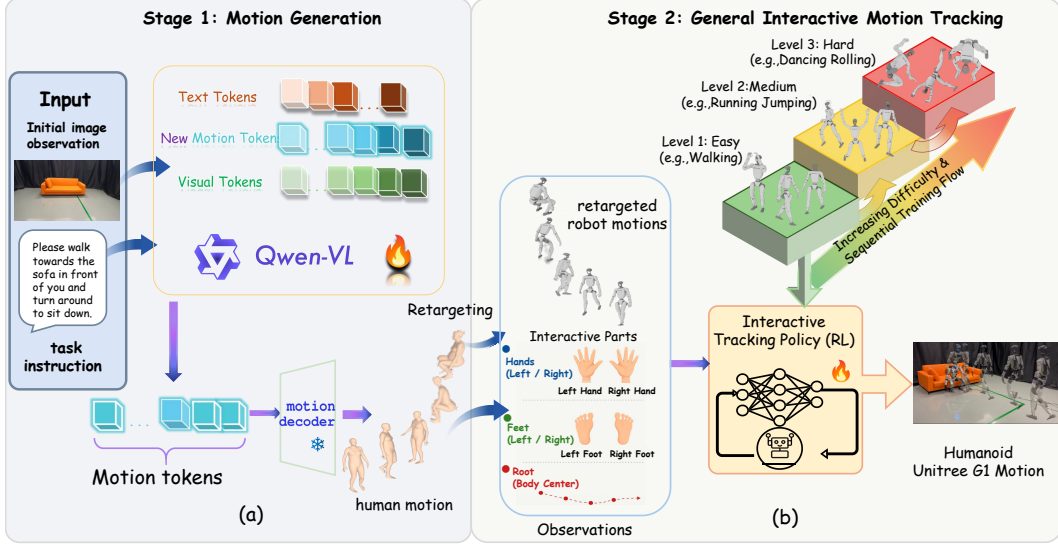 Stage 1: Motion Generation
Input
Initial image
observation
Please walk
towards the
sofa in front
of you and
turn around
to sit down.
task
instruction
Text Tokens
New Motion Token
Visual Tokens
Qwen-VL
Motion tokens
motion
decoder
human motion
Retargeting
(a)
Stage 2: General Interactive Motion Tracking
retargeted
robot motions
Interactive Parts
Hands
(Left / Right)
Left Hand
Right Hand
Feet
(Left / Right)
Left Foot
Right Foot
Root
(Body Center)
Observations
Level 3: Hard
(e.g.,Dancing Rolling)
Level 2:Medium
(e.g.,Running Jumping)
Level 1: Easy
(e.g.,Walking)
Increasing Difficulty &
Sequential Training Flow
Interactive
Tracking Policy (RL)
Humanoid
Unitree G1 Motion
(b)